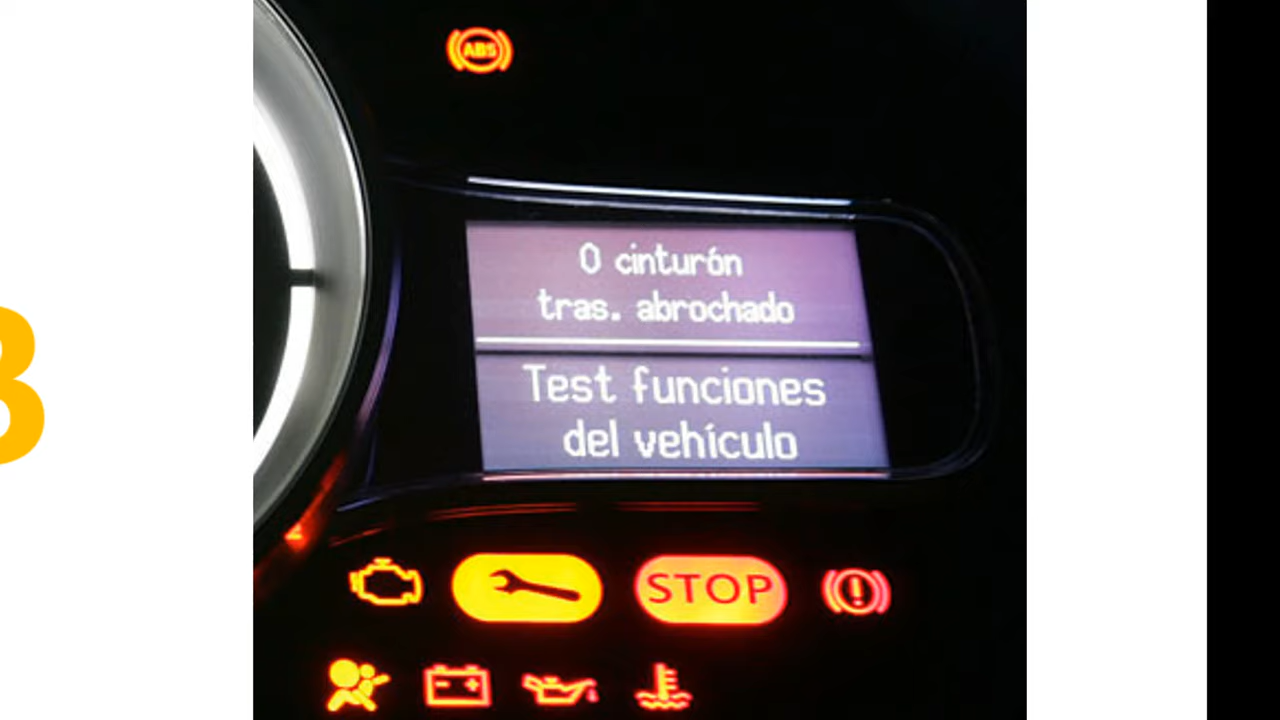 ABS
0 cinturón
tras. abrochado
Test funciones
del vehículo
STOP